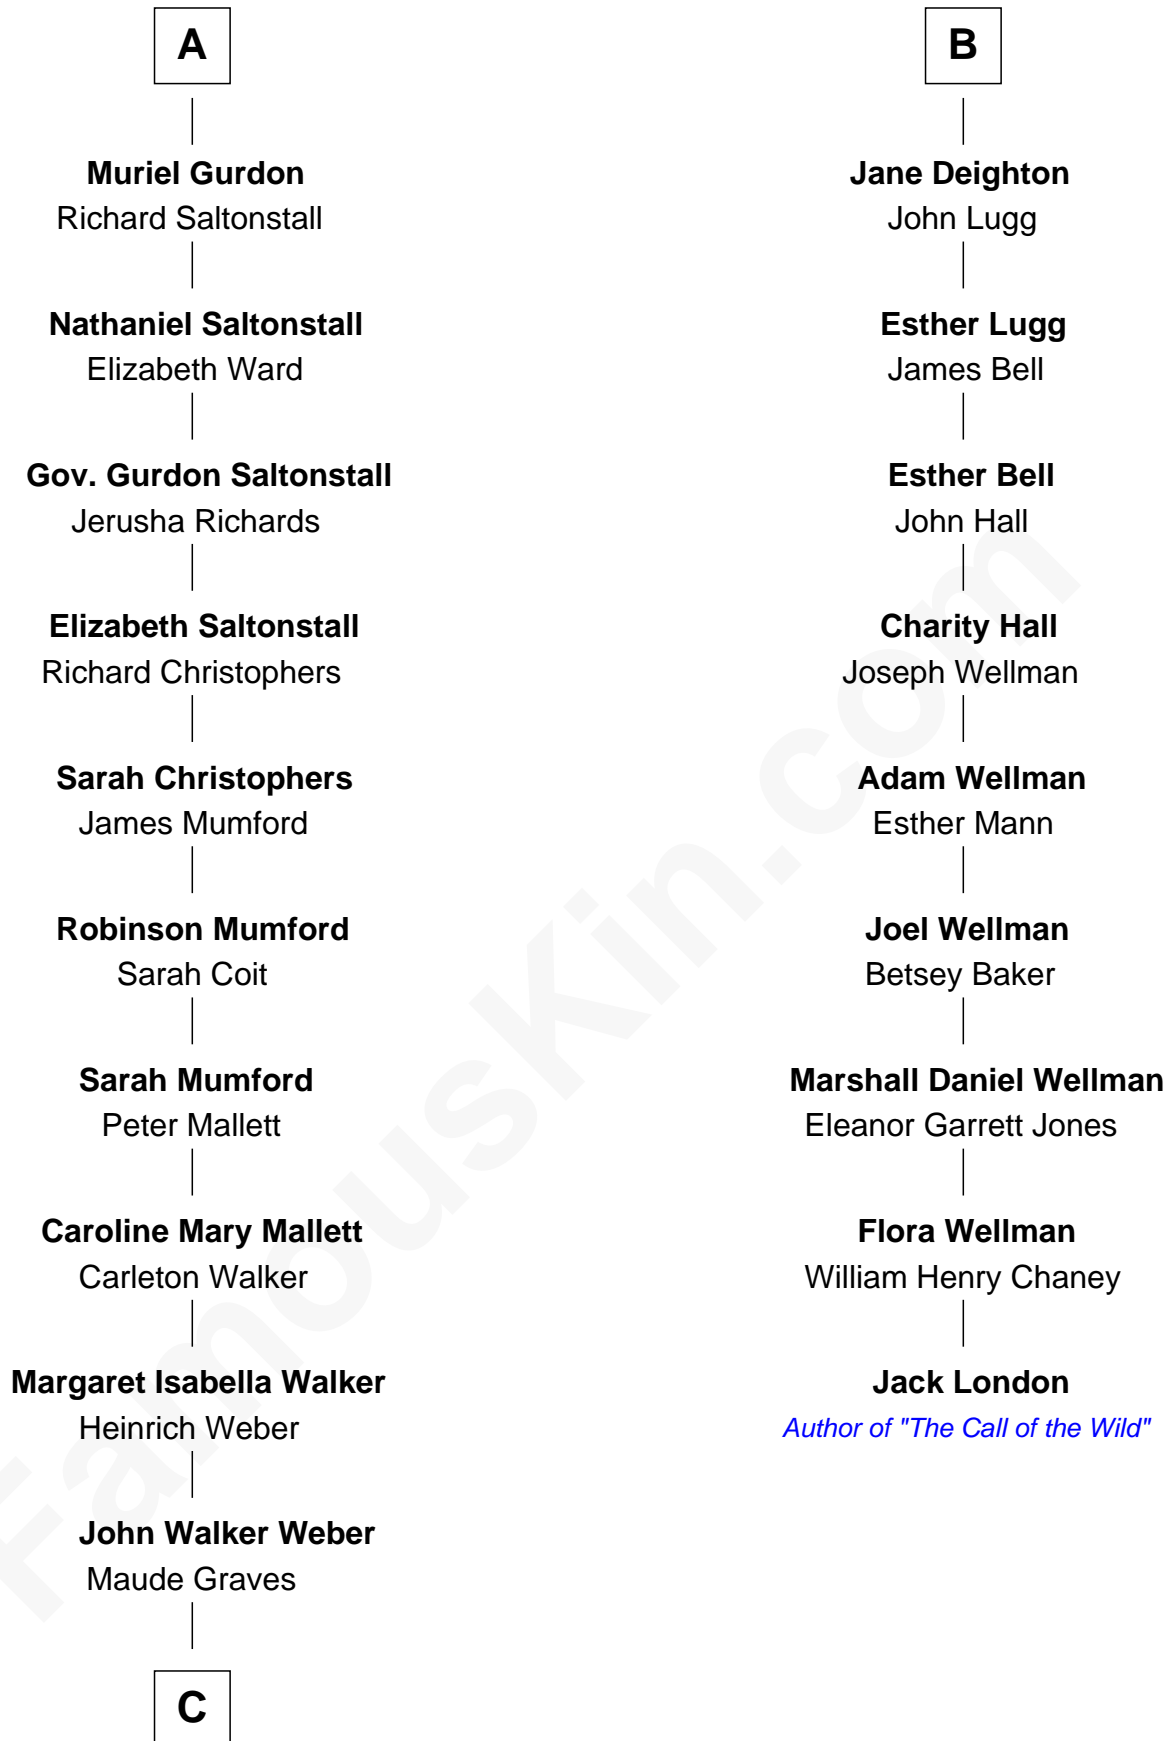 A
Muriel Gurdon
Richard Saltonstall
Nathaniel Saltonstall
Elizabeth Ward
Gov. Gurdon Saltonstall
Jerusha Richards
Elizabeth Saltonstall
Richard Christophers
Sarah Christophers
James Mumford
Robinson Mumford
Sarah Coit
Sarah Mumford
Peter Mallett
Caroline Mary Mallett
Carleton Walker
Margaret Isabella Walker
Heinrich Weber
John Walker Weber
Maude Graves
C
B
Jane Deighton
John Lugg
Esther Lugg
James Bell
Esther Bell
John Hall
Charity Hall
Joseph Wellman
Adam Wellman
Esther Mann
Joel Wellman
Betsey Baker
Marshall Daniel Wellman
Eleanor Garrett Jones
Flora Wellman
William Henry Chaney
Jack London
Author of "The Call of the Wild"
FamousKin.com